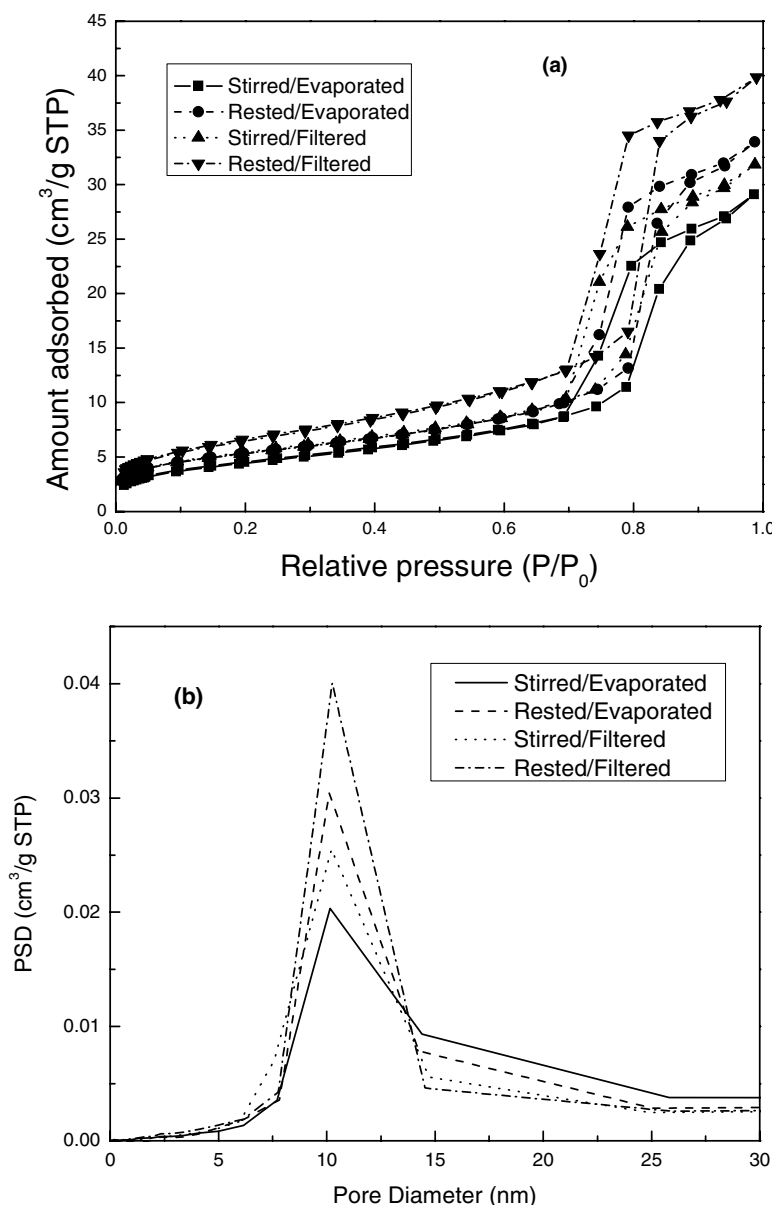 (a)
Stirred/Evaporated
Rested/Evaporated
Stirred/Filtered
Rested/Filtered
Amount adsorbed (cm³/g STP)
45
40
35
30
25
20
15
10
5
0
0.0 0.2 0.4 0.6 0.8 1.0
Relative pressure (P/P₀)
(b)
Stirred/Evaporated
Rested/Evaporated
Stirred/Filtered
Rested/Filtered
PSD (cm³/g STP)
0.04
0.03
0.02
0.01
0.00
0 5 10 15 20 25 30
Pore Diameter (nm)